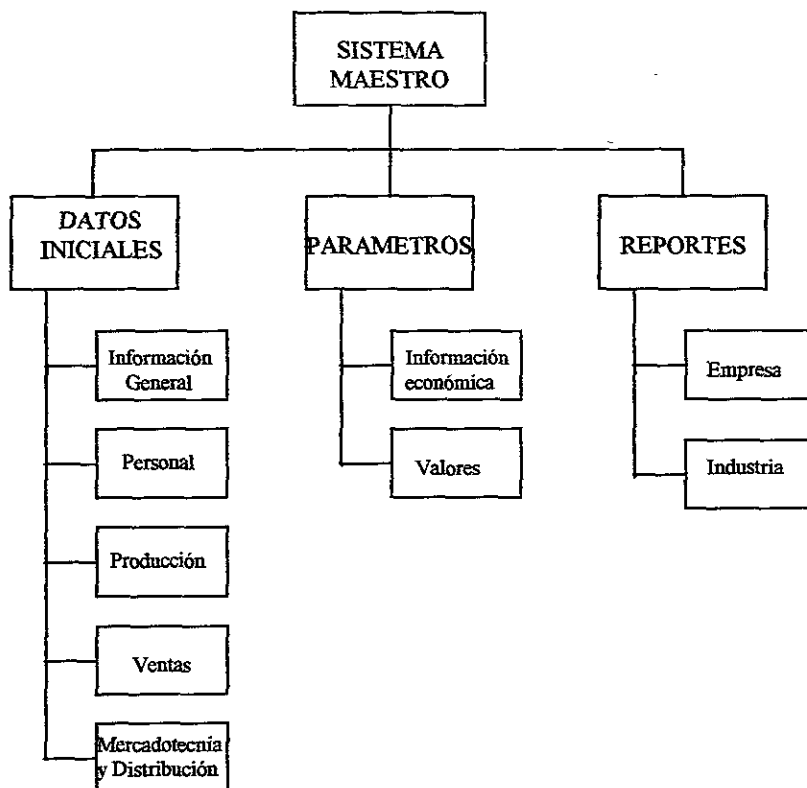 SISTEMA
MAESTRO
DATOS
INICIALES
PARAMETROS
REPORTES
Información
General
Personal
Producción
Ventas
Mercadotecnia
y Distribución
Información
económica
Valores
Empresa
Industria